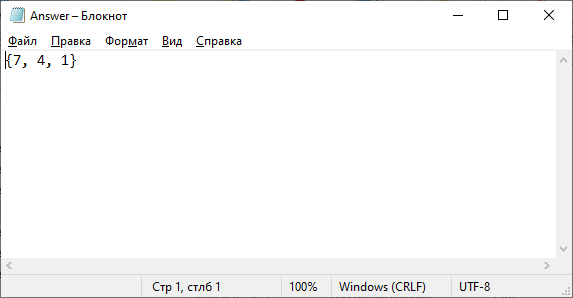 Answer – Блокнот
Файл Правка Формат Вид Справка
{7, 4, 1}
Стр 1, стлб 1 100% Windows (CRLF) UTF-8